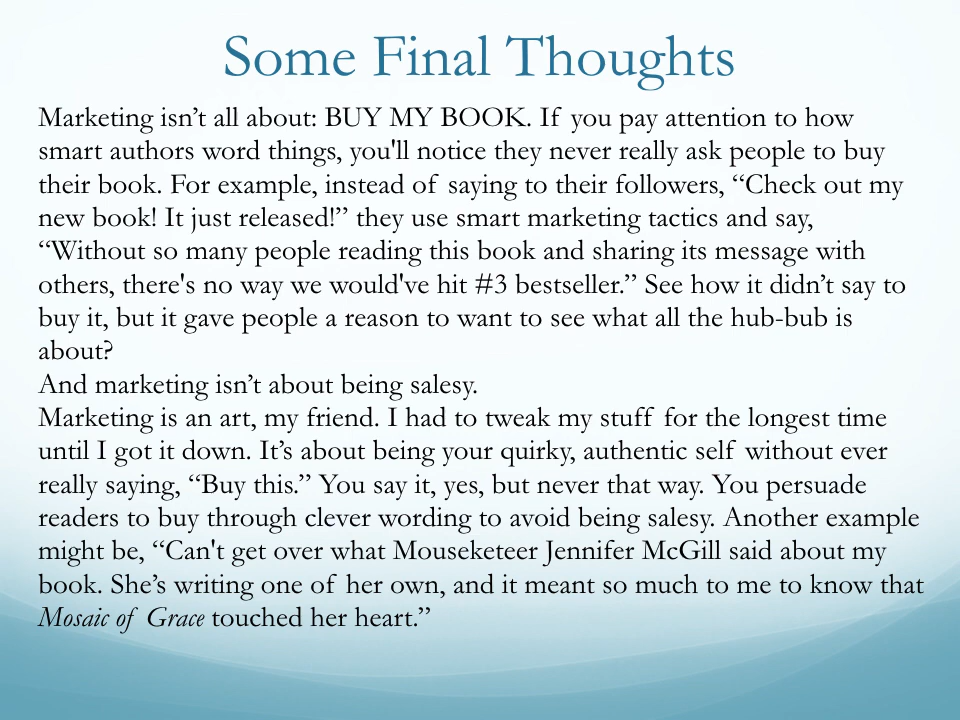 Some Final Thoughts
Marketing isn’t all about: BUY MY BOOK. If you pay attention to how
smart authors word things, you'll notice they never really ask people to buy
their book. For example, instead of saying to their followers, “Check out my
new book! It just released!” they use smart marketing tactics and say,
“Without so many people reading this book and sharing its message with
others, there's no way we would've hit #3 bestseller.” See how it didn’t say to
buy it, but it gave people a reason to want to see what all the hub-bub is
about?
And marketing isn’t about being salesy.
Marketing is an art, my friend. I had to tweak my stuff for the longest time
until I got it down. It’s about being your quirky, authentic self without ever
really saying, “Buy this.” You say it, yes, but never that way. You persuade
readers to buy through clever wording to avoid being salesy. Another example
might be, “Can't get over what Mouseketeer Jennifer McGill said about my
book. She’s writing one of her own, and it meant so much to me to know that
Mosaic of Grace touched her heart.”